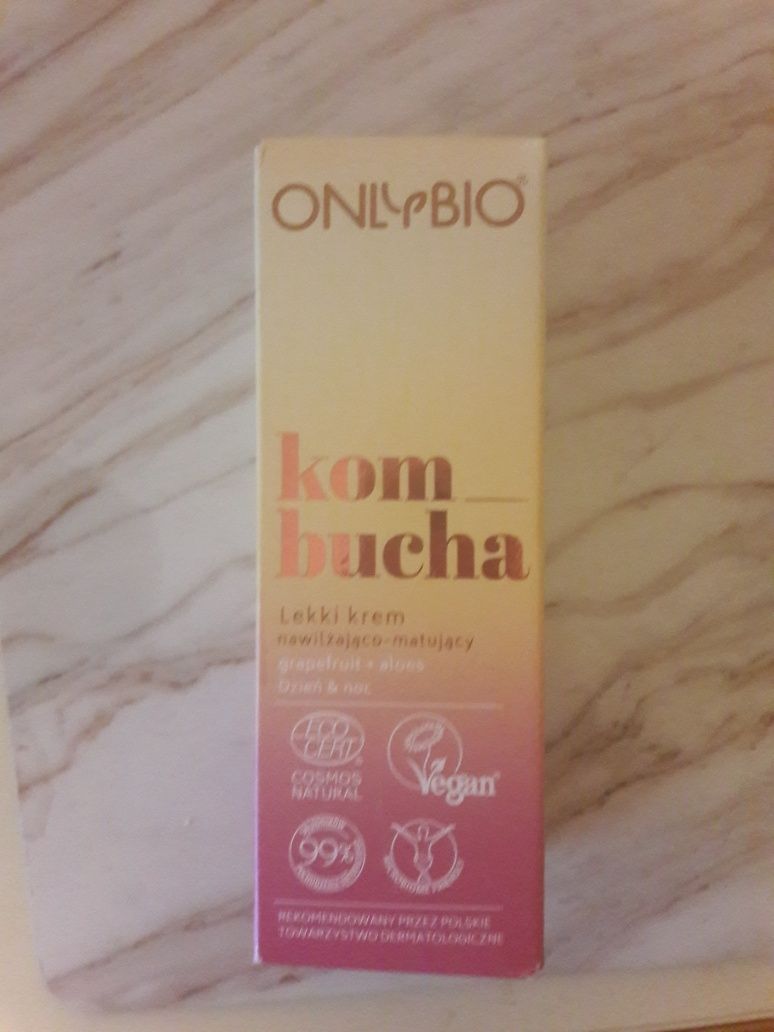 ONLYBIO®
kom_
bucha
Lekki krem
nawilżająco-matujący
grapefruit + aloes
Dzień & noc
ECO
CERT®
COSMOS
NATURAL
Vegan
99%
REKOMENDOWANY PRZEZ POLSKIE
TOWARZYSTWO DERMATOLOGICZNE